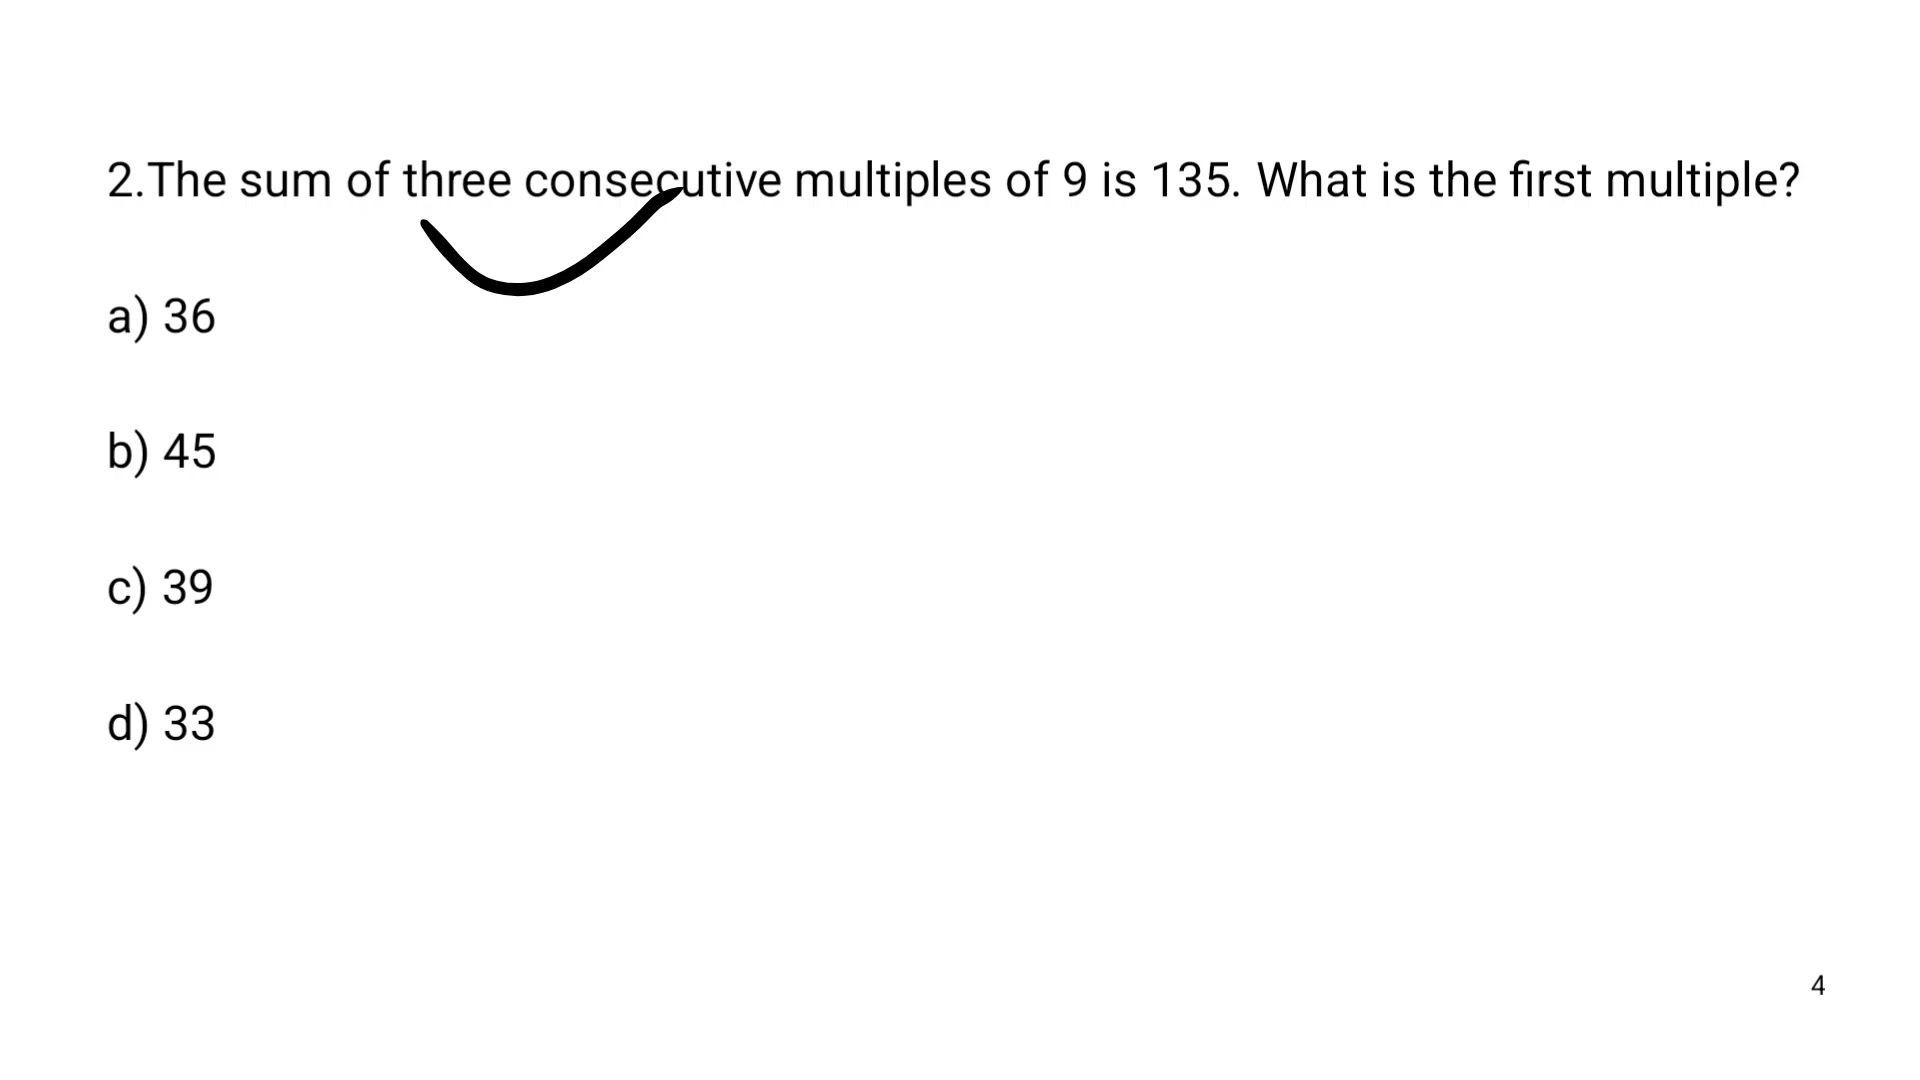 2.The sum of three consecutive multiples of 9 is 135. What is the first multiple?
a) 36
b) 45
c) 39
d) 33
4